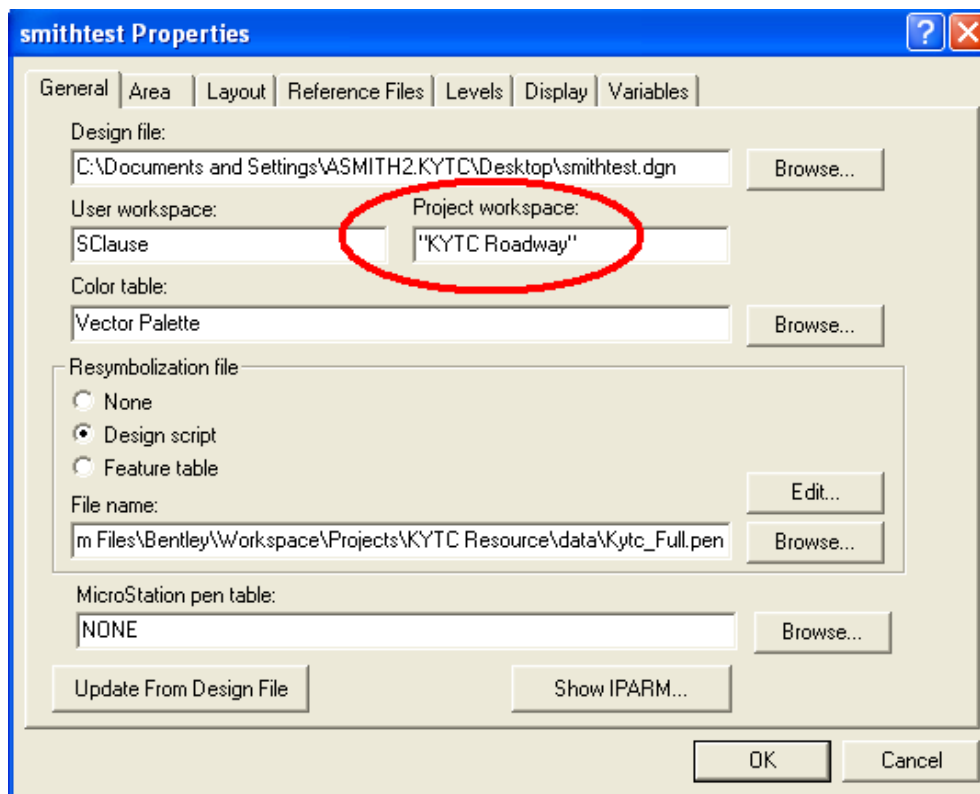 smithtest Properties
General Area Layout Reference Files Levels Display Variables
Design file:
C:\Documents and Settings\ASMITH2.KYTC\Desktop\smithtest.dgn Browse...
User workspace: Project workspace:
SClause "KYTC Roadway"
Color table:
Vector Palette Browse...
Resymbolization file
None
Design script
Feature table
Edit...
File name:
m Files\Bentley\Workspace\Projects\KYTC Resource\data\Kytc_Full.pen Browse...
MicroStation pen table:
NONE Browse...
Update From Design File Show IPARM...
OK Cancel